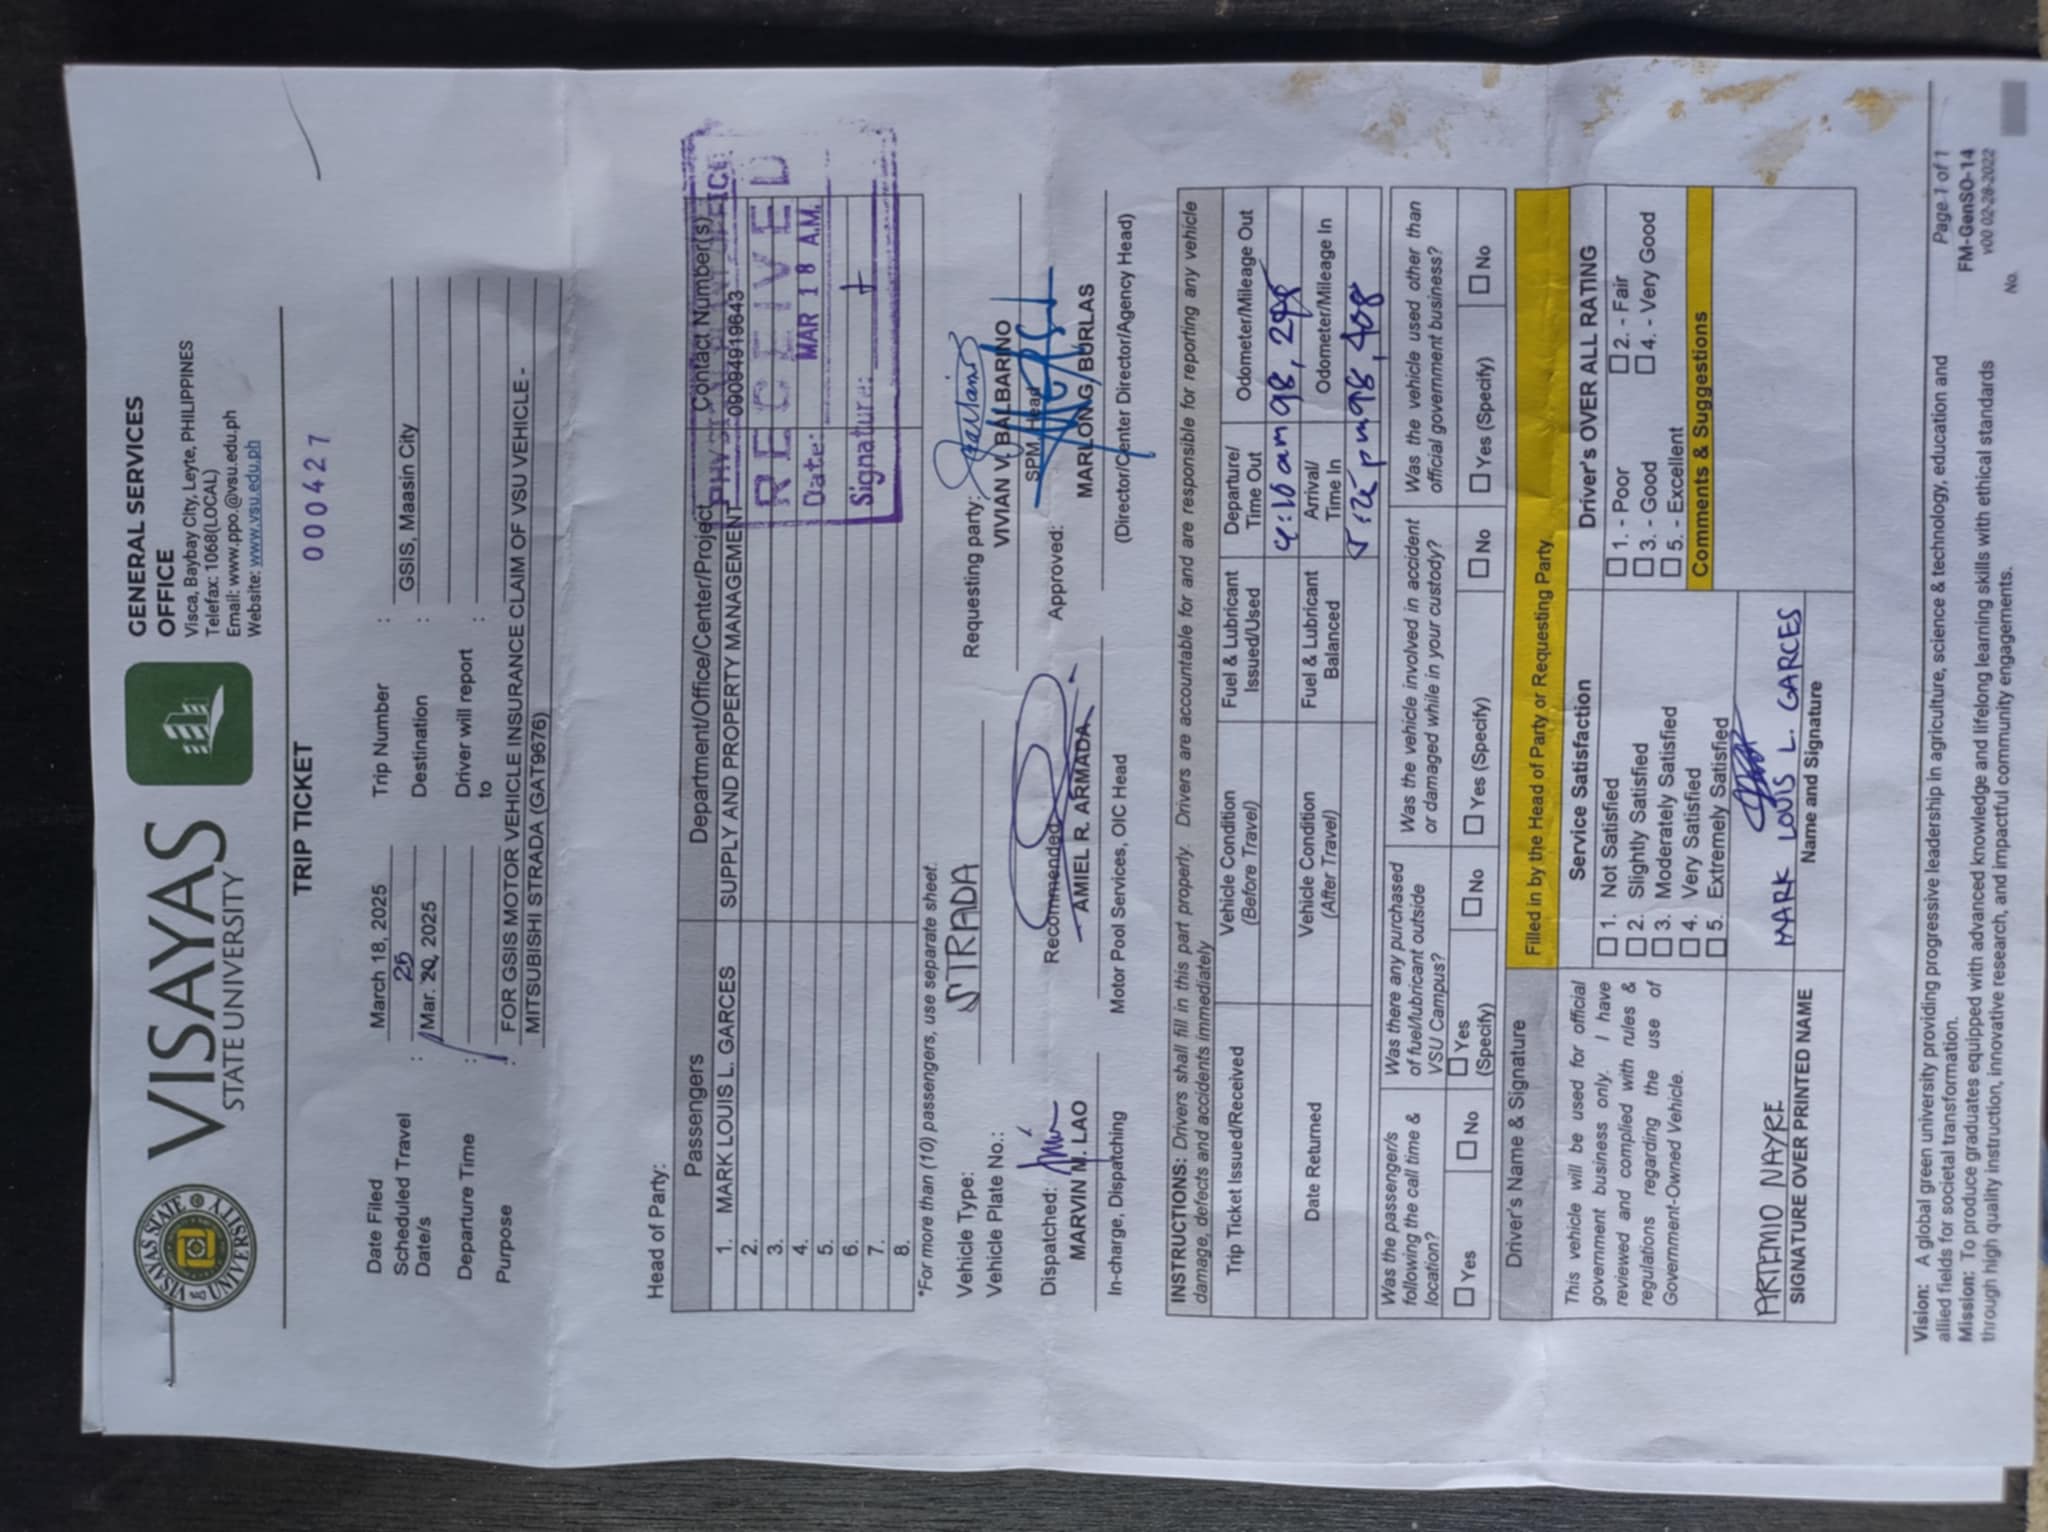 VISAYAS
STATE UNIVERSITY
GENERAL SERVICES
OFFICE
Visca, Baybay City, Leyte, PHILIPPINES
Telefax: 1068(LOCAL)
Email: www.ppo.@vsu.edu.ph
Website: www.vsu.edu.ph
TRIP TICKET
000427
Date Filed March 18, 2025 Trip Number :
Scheduled Travel Date/s : Mar. 20, 2025 25 Destination : GSIS, Maasin City
Departure Time : Driver will report to :
Purpose : FOR GSIS MOTOR VEHICLE INSURANCE CLAIM OF VSU VEHICLE -
MITSUBISHI STRADA (GAT9676)
Head of Party:
Passengers Department/Office/Center/Project Contact Number(s)
1. MARK LOUIS L. GARCES SUPPLY AND PROPERTY MANAGEMENT 09094919643
2.
3.
4.
5.
6.
7.
8.
RECEIVED
Date: MAR 18 A.M.
Signature:
*For more than (10) passengers, use separate sheet.
Vehicle Type: STRADA
Vehicle Plate No.:
Requesting party:
VIVIAN V. BALBARINO
SPM Head
Dispatched: Recommended Approved:
MARVIN M. LAO AMIEL R. ARMADA MARLON G. BURLAS
In-charge, Dispatching Motor Pool Services, OIC Head (Director/Center Director/Agency Head)
INSTRUCTIONS: Drivers shall fill in this part properly. Drivers are accountable for and are responsible for reporting any vehicle
damage, defects and accidents immediately
Trip Ticket Issued/Received Vehicle Condition (Before Travel) Fuel & Lubricant Issued/Used Departure/ Time Out Odometer/Mileage Out
am
Date Returned Vehicle Condition (After Travel) Fuel & Lubricant Balanced Arrival/ Time In Odometer/Mileage In
pm 98,408
Was the passenger/s following the call time & location? Was there any purchased of fuel/lubricant outside VSU Campus? Was the vehicle involved in accident or damaged while in your custody? Was the vehicle used other than official government business?
Yes No Yes (Specify) No Yes (Specify) No Yes (Specify) No
Driver's Name & Signature Filled in by the Head of Party or Requesting Party
This vehicle will be used for official
government business only. I have
reviewed and complied with rules &
regulations regarding the use of
Government-Owned Vehicle.
Service Satisfaction
1. Not Satisfied
2. Slightly Satisfied
3. Moderately Satisfied
4. Very Satisfied
5. Extremely Satisfied
Driver's OVER ALL RATING
1. - Poor 2. - Fair
3. - Good 4. - Very Good
5. - Excellent
Comments & Suggestions
ARTEMIO NAYRE MARK LOUIS L. GARCES
SIGNATURE OVER PRINTED NAME Name and Signature
Vision: A global green university providing progressive leadership in agriculture, science & technology, education and
allied fields for societal transformation.
Mission: To produce graduates equipped with advanced knowledge and lifelong learning skills with ethical standards
through high quality instruction, innovative research, and impactful community engagements.
Page 1 of 1
FM-GenSO-14
v00 02-28-2022
No.